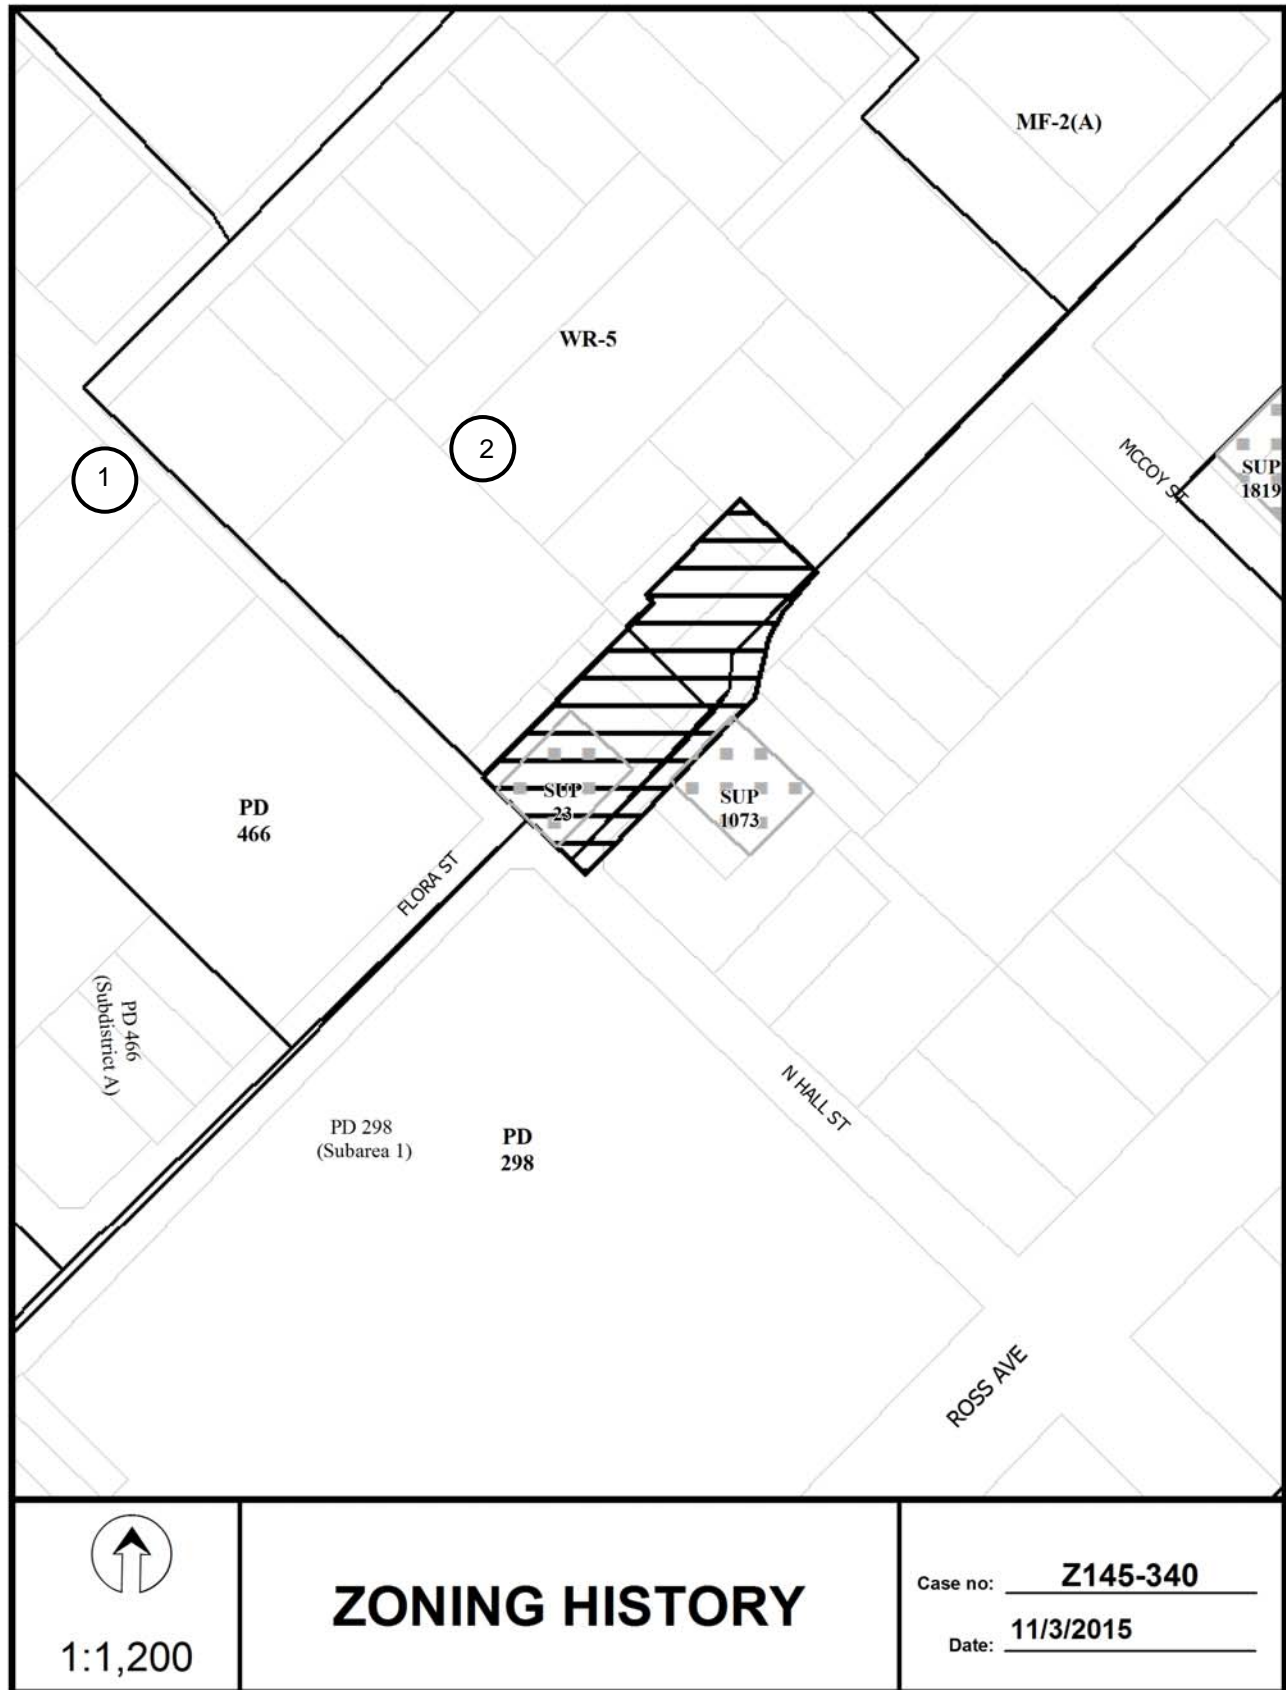 MF-2(A)
WR-5
2
1
MCCOY ST
SUP
1819
SUP
23
SUP
1073
PD
466
FLORA ST
PD 466
(Subdistrict A)
N HALL ST
PD 298
(Subarea 1)
PD
298
ROSS AVE
1:1,200
ZONING HISTORY
Case no: Z145-340
Date: 11/3/2015